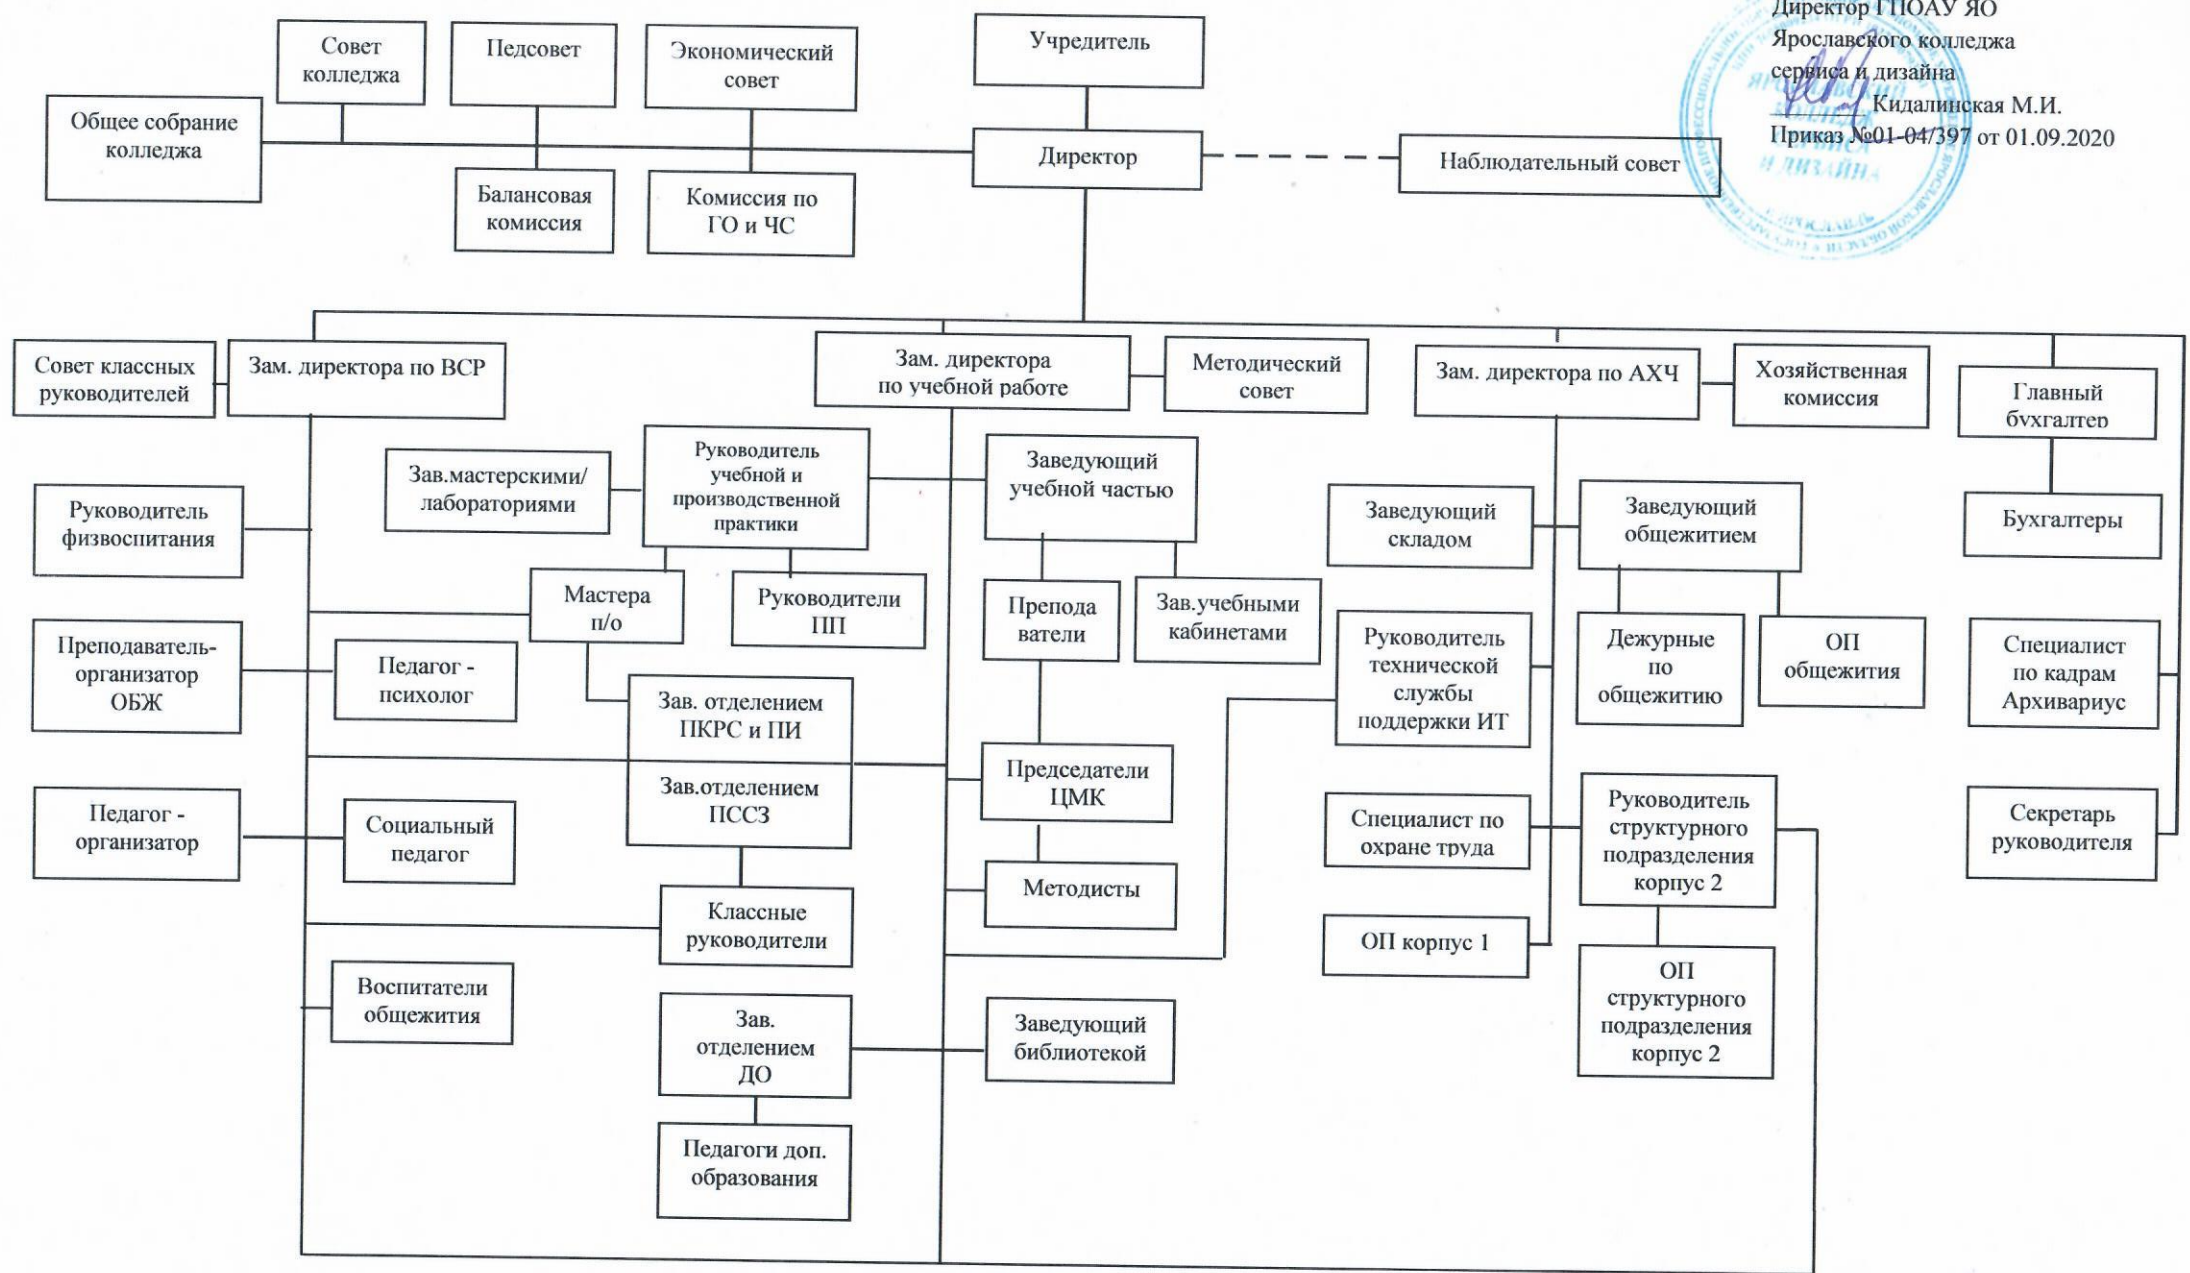 Директор ГПОАУ ЯО
Ярославского колледжа
сервиса и дизайна
Кидалинская М.И.
Приказ №01-04/397 от 01.09.2020
ЯРОСЛАВСКИЙ
КОЛЛЕДЖ
СЕРВИСА
И ДИЗАЙНА
Общее собрание
колледжа
Совет
колледжа
Педсовет
Экономический
совет
Учредитель
Балансовая
комиссия
Комиссия по
ГО и ЧС
Директор
Наблюдательный совет
Совет классных
руководителей
Зам. директора по ВСР
Зам. директора
по учебной работе
Методический
совет
Зам. директора по АХЧ
Хозяйственная
комиссия
Главный
бухгалтер
Руководитель
физвоспитания
Зав.мастерскими/
лабораториями
Руководитель
учебной и
производственной
практики
Заведующий
учебной частью
Заведующий
складом
Заведующий
общежитием
Бухгалтеры
Мастера
п/о
Руководители
ПП
Препода
ватели
Зав.учебными
кабинетами
Преподаватель-
организатор
ОБЖ
Педагог -
психолог
Зав. отделением
ПКРС и ПИ
Руководитель
технической
службы
поддержки ИТ
Дежурные
по
общежитию
ОП
общежития
Специалист
по кадрам
Архивариус
Зав.отделением
ПССЗ
Председатели
ЦМК
Педагог -
организатор
Социальный
педагог
Специалист по
охране труда
Руководитель
структурного
подразделения
корпус 2
Секретарь
руководителя
Классные
руководители
Методисты
ОП корпус 1
Воспитатели
общежития
Зав.
отделением
ДО
Заведующий
библиотекой
ОП
структурного
подразделения
корпус 2
Педагоги доп.
образования